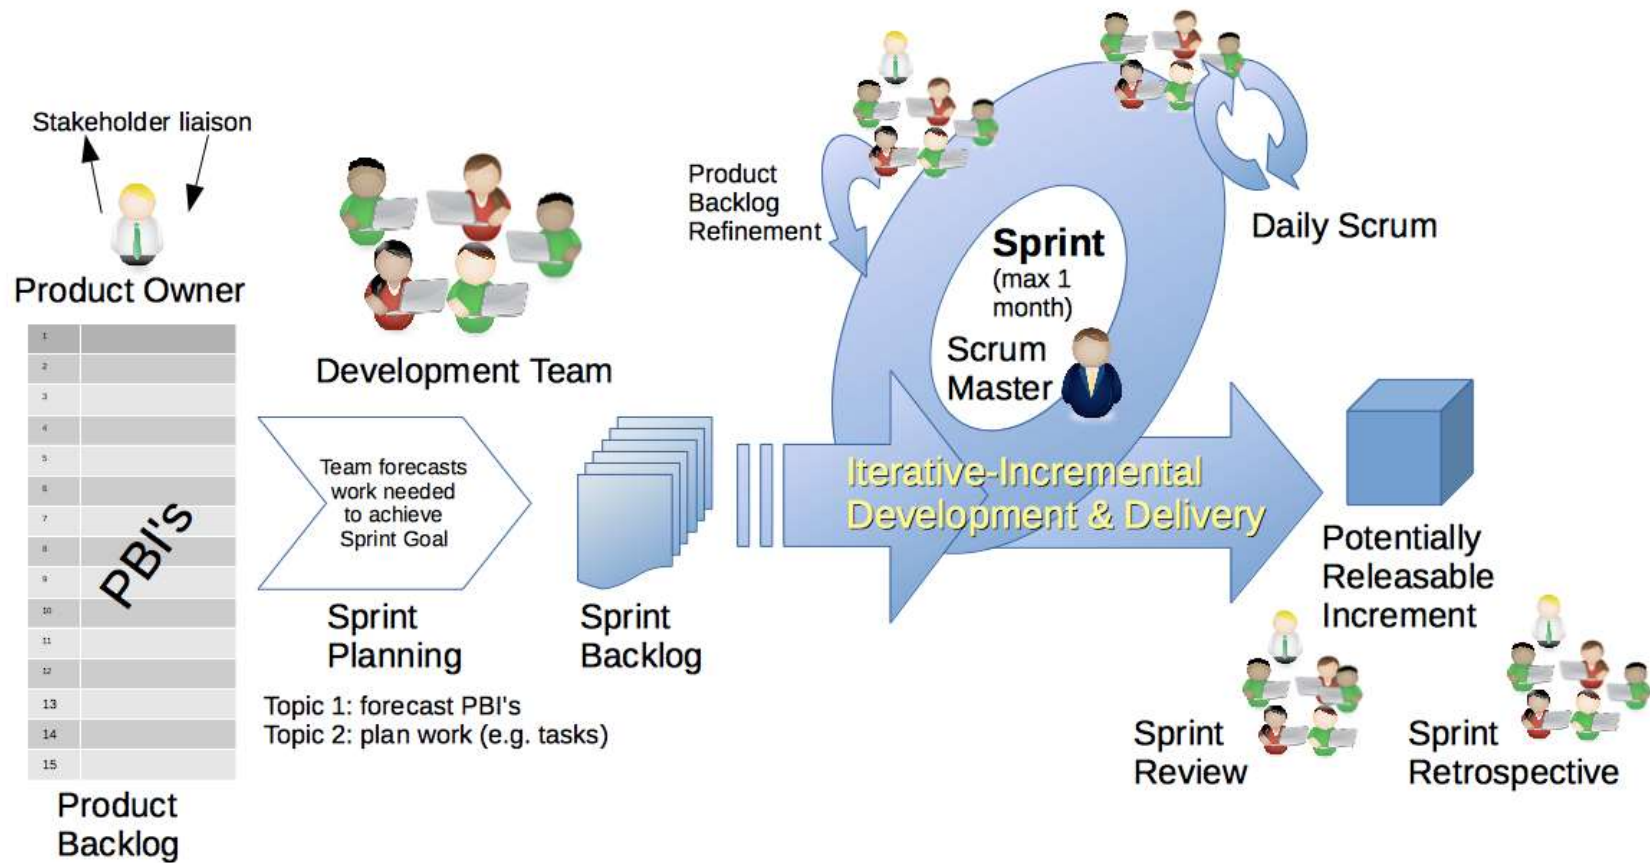 Stakeholder liaison
Product Owner
1
2
3
4
5
6
7
8
9
10
11
12
13
14
15
PBI's
Product
Backlog
Development Team
Team forecasts
work needed
to achieve
Sprint Goal
Sprint
Planning
Topic 1: forecast PBI's
Topic 2: plan work (e.g. tasks)
Sprint
Backlog
Product
Backlog
Refinement
Sprint
(max 1
month)
Scrum
Master
Daily Scrum
Iterative-Incremental
Development & Delivery
Potentially
Releasable
Increment
Sprint
Review
Sprint
Retrospective